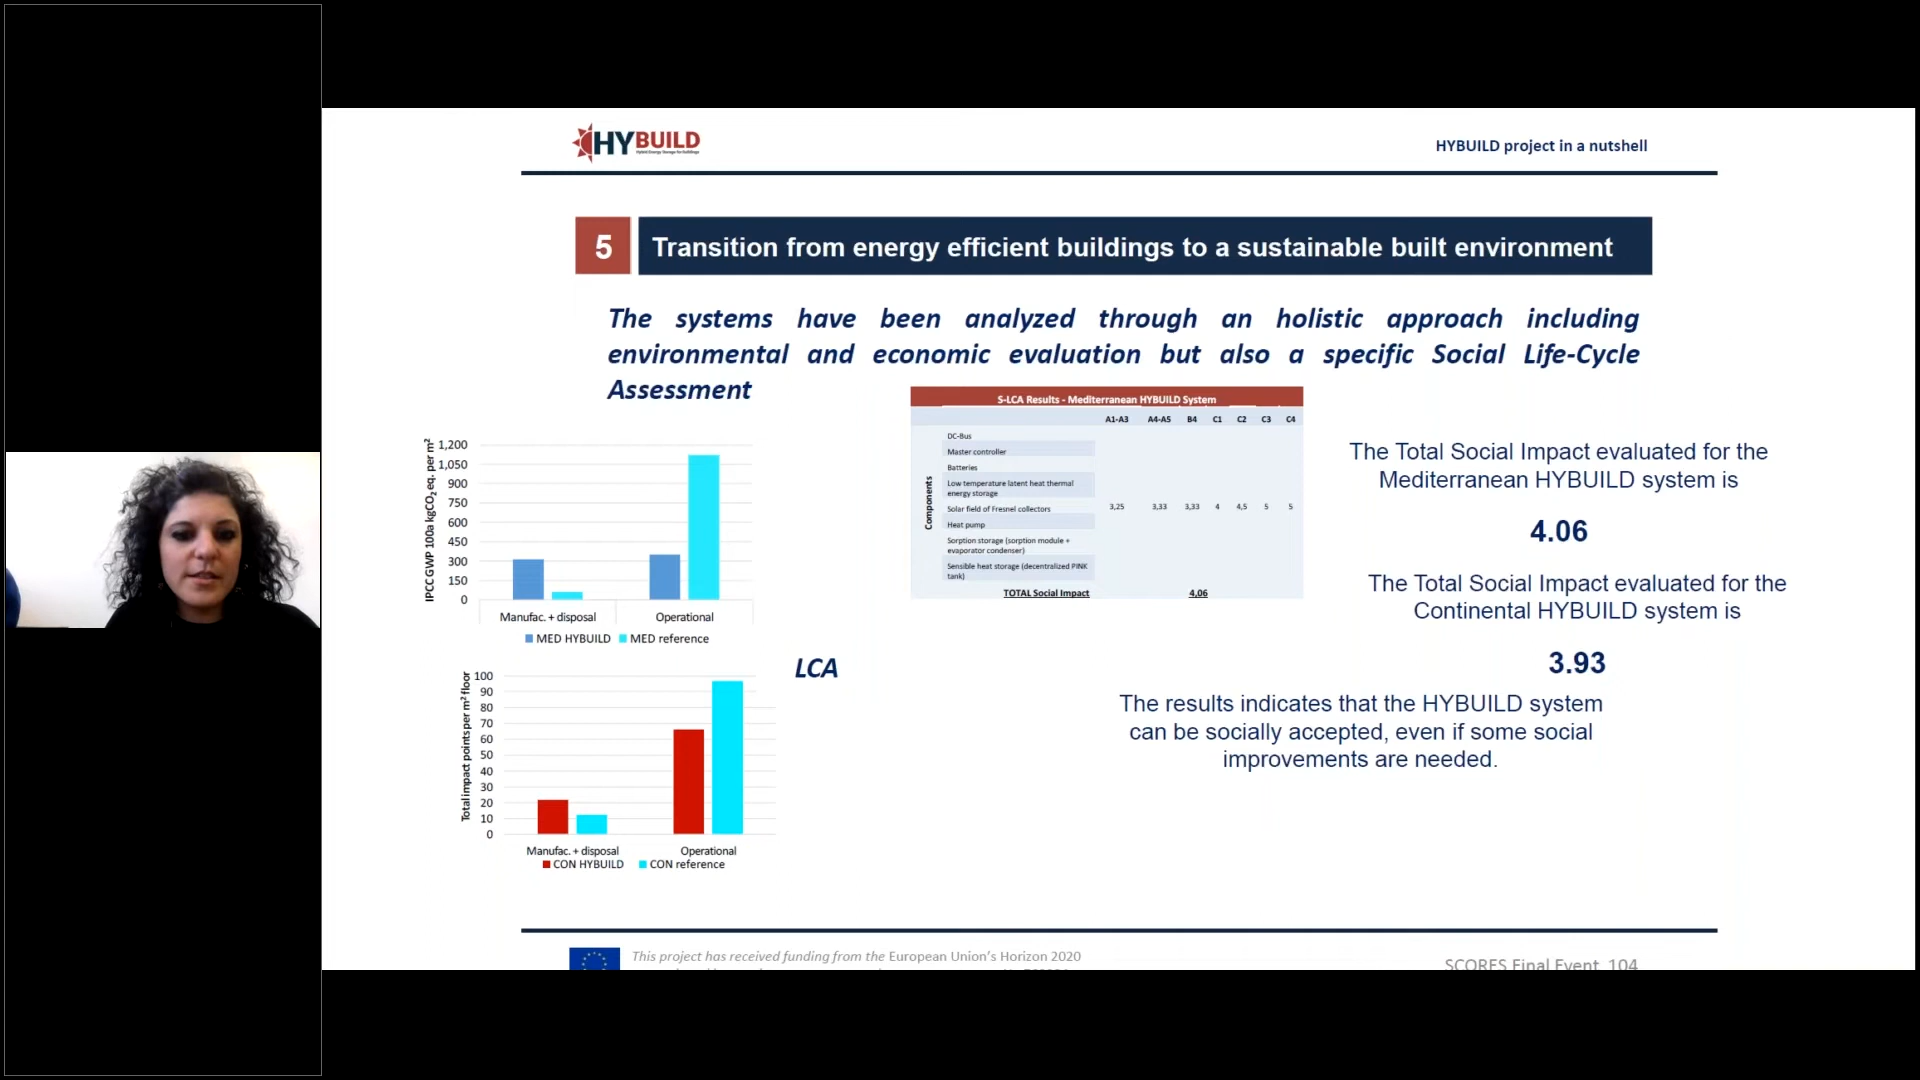 HYBUILD
HYBUILD project in a nutshell
5
Transition from energy efficient buildings to a sustainable built environment
The systems have been analyzed through an holistic approach including
environmental and economic evaluation but also a specific Social Life-Cycle
Assessment
IPCC GWP 100a kgCO2 eq. per m²
1,200
1,050
900
750
600
450
300
150
0
Manufac. + disposal
Operational
MED HYBUILD
MED reference
LCA
Total impact points per m² floor
100
90
80
70
60
50
40
30
20
10
0
Manufac. + disposal
Operational
CON HYBUILD
CON reference
S-LCA Results - Mediterranean HYBUILD System
A1-A3 A4-A5 B4 C1 C2 C3 C4
Components
DC-Bus
Master controller
Batteries
Low temperature latent heat thermal
energy storage
Solar field of Fresnel collectors
3,25 3,33 3,33 4 4,5 5 5
Heat pump
Sorption storage (sorption module +
evaporator condenser)
Sensible heat storage (decentralized PINK
tank)
TOTAL Social Impact 4,06
The Total Social Impact evaluated for the
Mediterranean HYBUILD system is
4.06
The Total Social Impact evaluated for the
Continental HYBUILD system is
3.93
The results indicates that the HYBUILD system
can be socially accepted, even if some social
improvements are needed.
This project has received funding from the European Union's Horizon 2020
SCORES Final Event 104